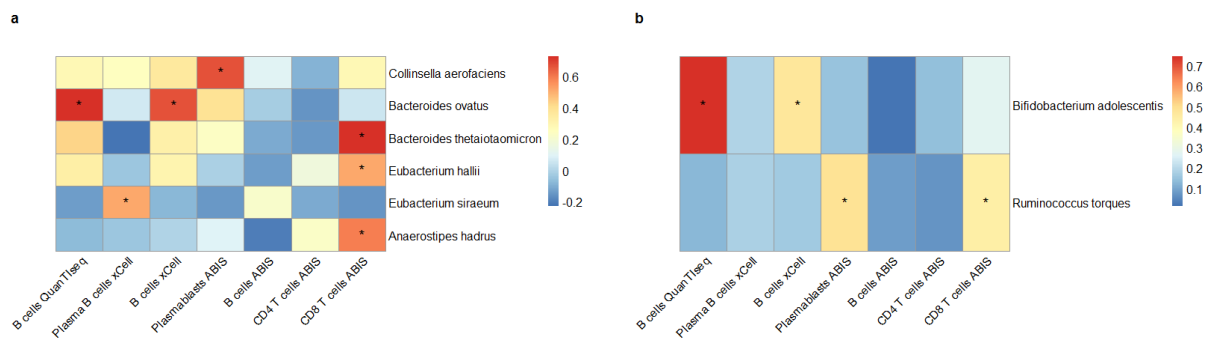 a
*
Collinsella aerofaciens
* *
Bacteroides ovatus
*
Bacteroides thetaiotaomicron
*
Eubacterium hallii
*
Eubacterium siraeum
*
Anaerostipes hadrus
0.6
0.4
0.2
0
-0.2
B cells QuanTIseq
Plasma B cells xCell
B cells xCell
Plasmablasts ABIS
B cells ABIS
CD4 T cells ABIS
CD8 T cells ABIS
b
* *
Bifidobacterium adolescentis
* *
Ruminococcus torques
0.7
0.6
0.5
0.4
0.3
0.2
0.1
B cells QuanTIseq
Plasma B cells xCell
B cells xCell
Plasmablasts ABIS
B cells ABIS
CD4 T cells ABIS
CD8 T cells ABIS